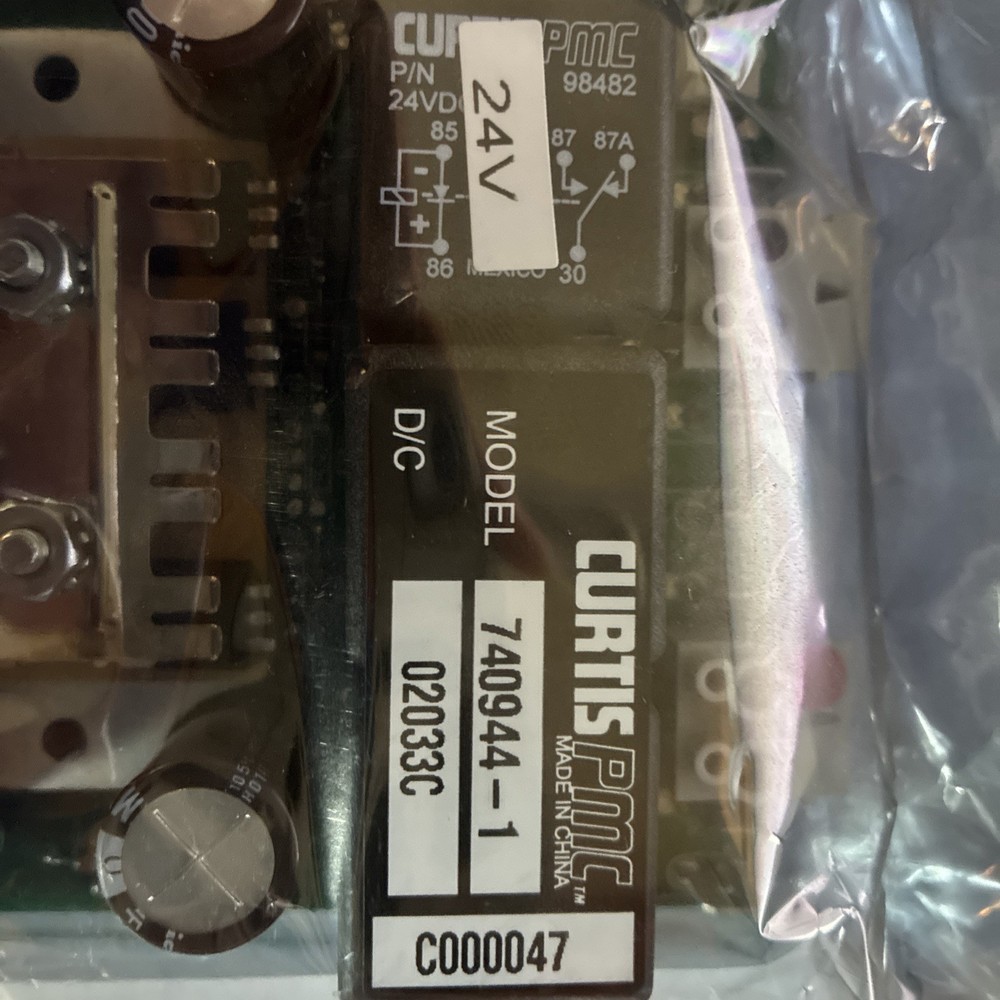 CURTIS PMC
P/N 98482
24VDC
24V
85 87 87A
-
+
86 MEXICO 30
CURTIS PMC™
MADE IN CHINA
MODEL 740944-1
D/C 02033C
C000047
M